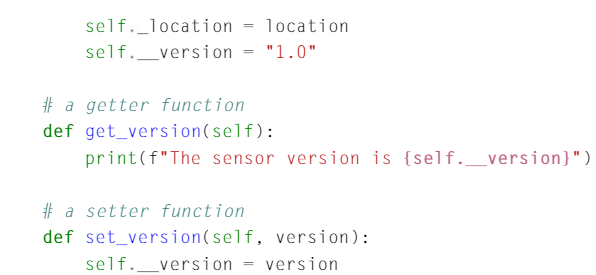 self._location = location
self.__version = "1.0"
# a getter function
def get_version(self):
print(f"The sensor version is {self.__version}")
# a setter function
def set_version(self, version):
self.__version = version